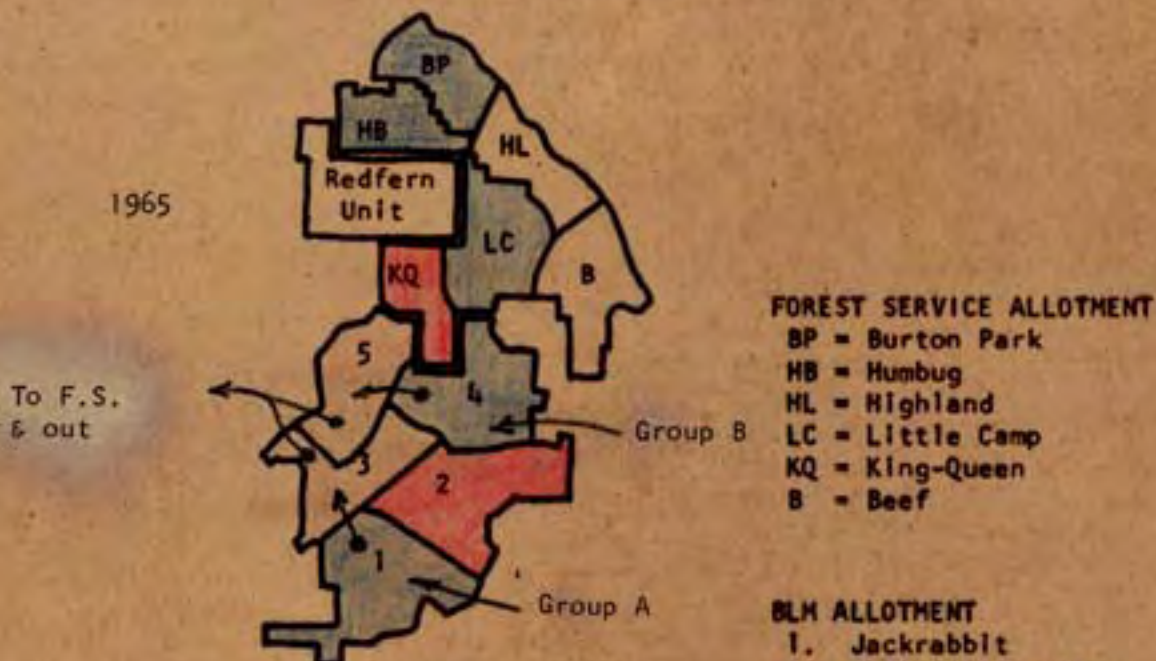 1965
BP
HB
HL
Redfern
Unit
LC
KQ
B
5
4
3
2
1
To F.S.
& out
Group B
Group A
FOREST SERVICE ALLOTMENT
BP = Burton Park
HB = Humbug
HL = Highland
LC = Little Camp
KQ = King-Queen
B = Beef
BLM ALLOTMENT
1. Jackrabbit